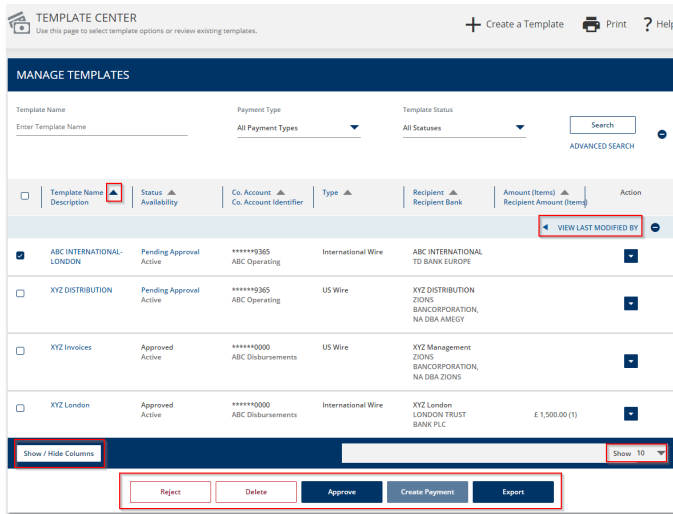 TEMPLATE CENTER
Use this page to select template options or review existing templates.
Create a Template
Print
? Help
MANAGE TEMPLATES
Template Name
Payment Type
Template Status
Enter Template Name
All Payment Types
All Statuses
Search
ADVANCED SEARCH
Template Name
Description
Status
Availability
Co. Account
Co. Account Identifier
Type
Recipient
Recipient Bank
Amount (Items)
Recipient Amount (Items)
Action
VIEW LAST MODIFIED BY
ABC INTERNATIONAL-
LONDON
Pending Approval
Active
******9365
ABC Operating
International Wire
ABC INTERNATIONAL
TD BANK EUROPE
XYZ DISTRIBUTION
Pending Approval
Active
******9365
ABC Operating
US Wire
XYZ DISTRIBUTION
ZIONS
BANCORPORATION,
NA DBA AMEGY
XYZ Invoices
Approved
Active
******0000
ABC Disbursements
US Wire
XYZ Management
ZIONS
BANCORPORATION,
NA DBA ZIONS
XYZ London
Approved
Active
******0000
ABC Disbursements
International Wire
XYZ London
LONDON TRUST
BANK PLC
£ 1,500.00 (1)
Show / Hide Columns
Show 10
Reject
Delete
Approve
Create Payment
Export